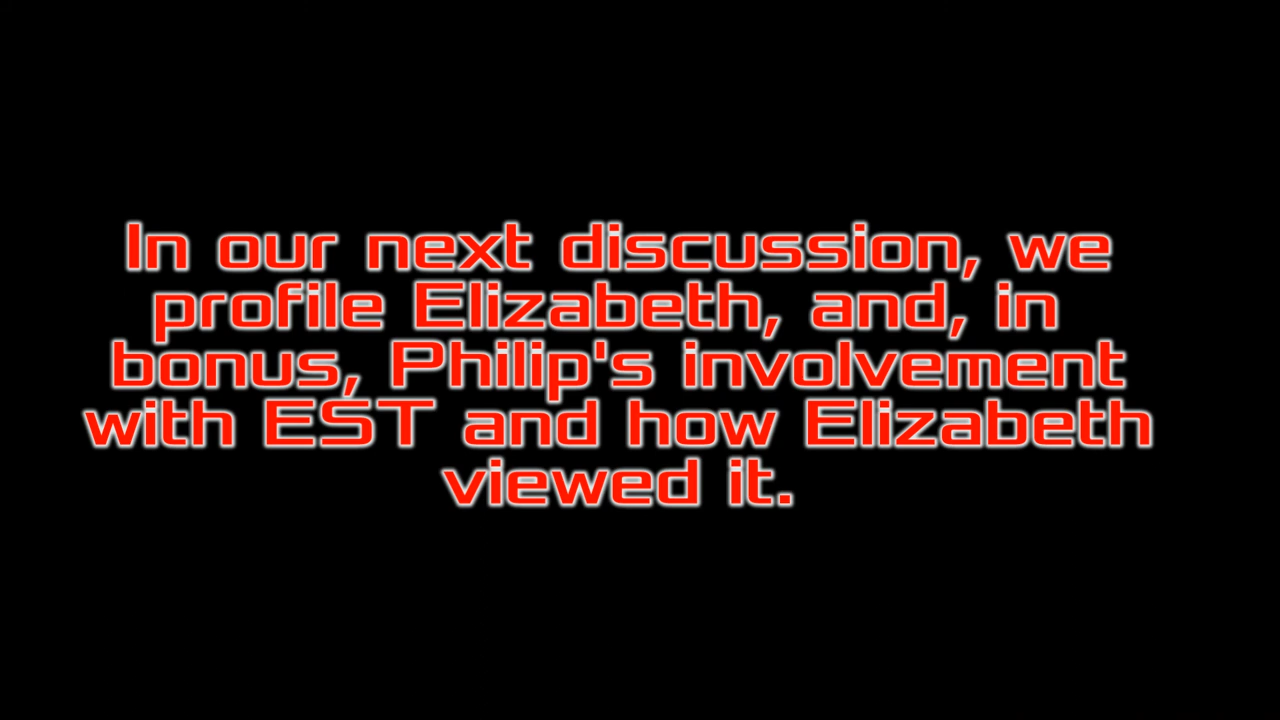 In our next discussion, we
profile Elizabeth, and, in
bonus, Philip's involvement
with EST and how Elizabeth
viewed it.